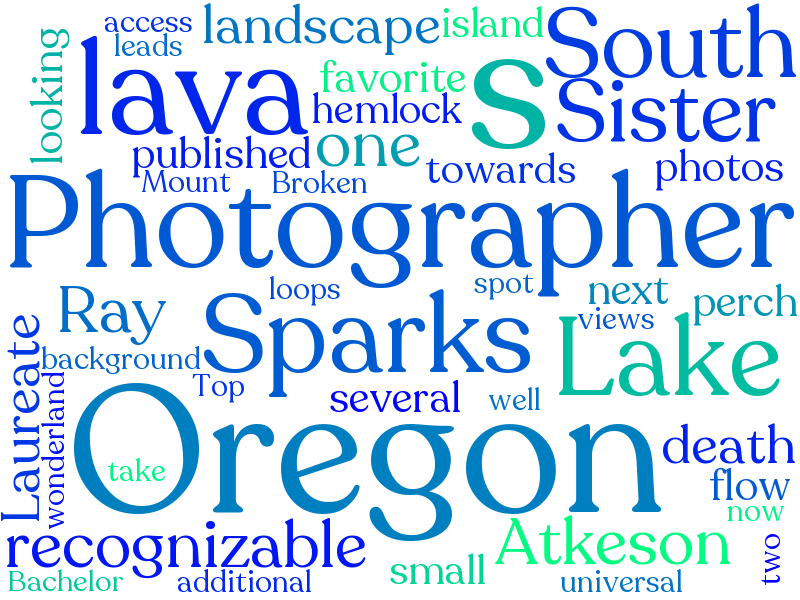 access
leads
landscape
island
South
looking
lava
favorite
S
Sister
hemlock
published
one
towards
photos
Mount
Broken
Photographer
loops
spot
next
perch
Ray
Sparks
views
Lake
Laureate
background
wonderland
Top
several
well
Oregon
death
take
flow
now
recognizable
Atkeson
small
two
Bachelor
additional
universal